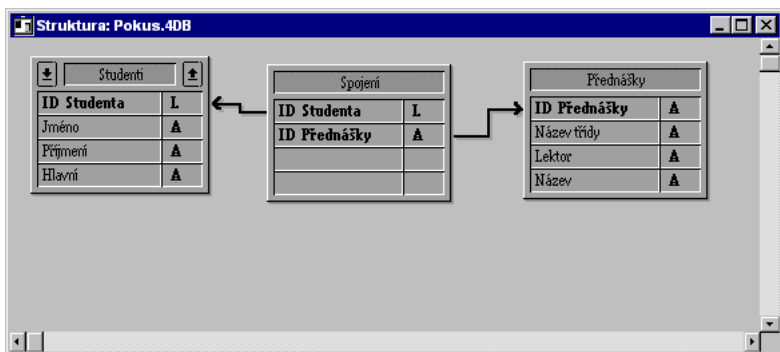 Struktura: Pokus.4DB
Studenti
ID Studenta L
Jméno A
Příjmení A
Hlavní A
Spojení
ID Studenta L
ID Přednášky A
Přednášky
ID Přednášky A
Název třídy A
Lektor A
Název A